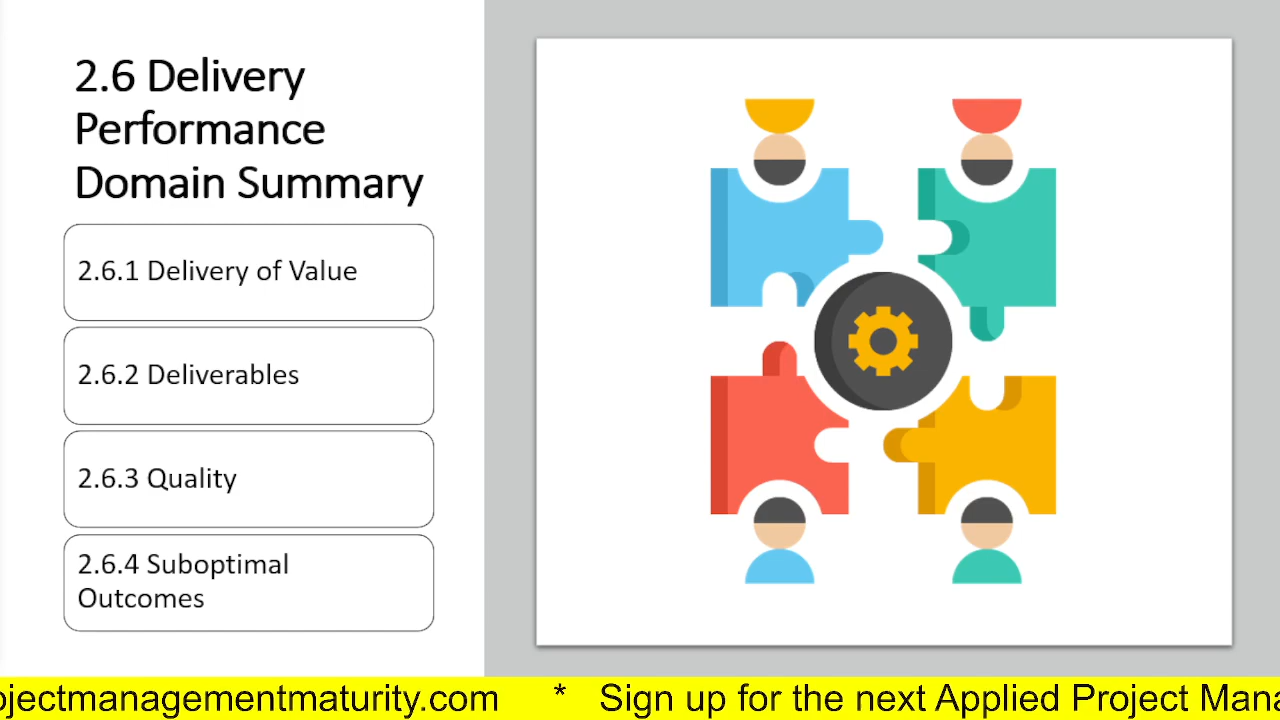 2.6 Delivery
Performance
Domain Summary
2.6.1 Delivery of Value
2.6.2 Deliverables
2.6.3 Quality
2.6.4 Suboptimal
Outcomes
ojectmanagementmaturity.com * Sign up for the next Applied Project Mana